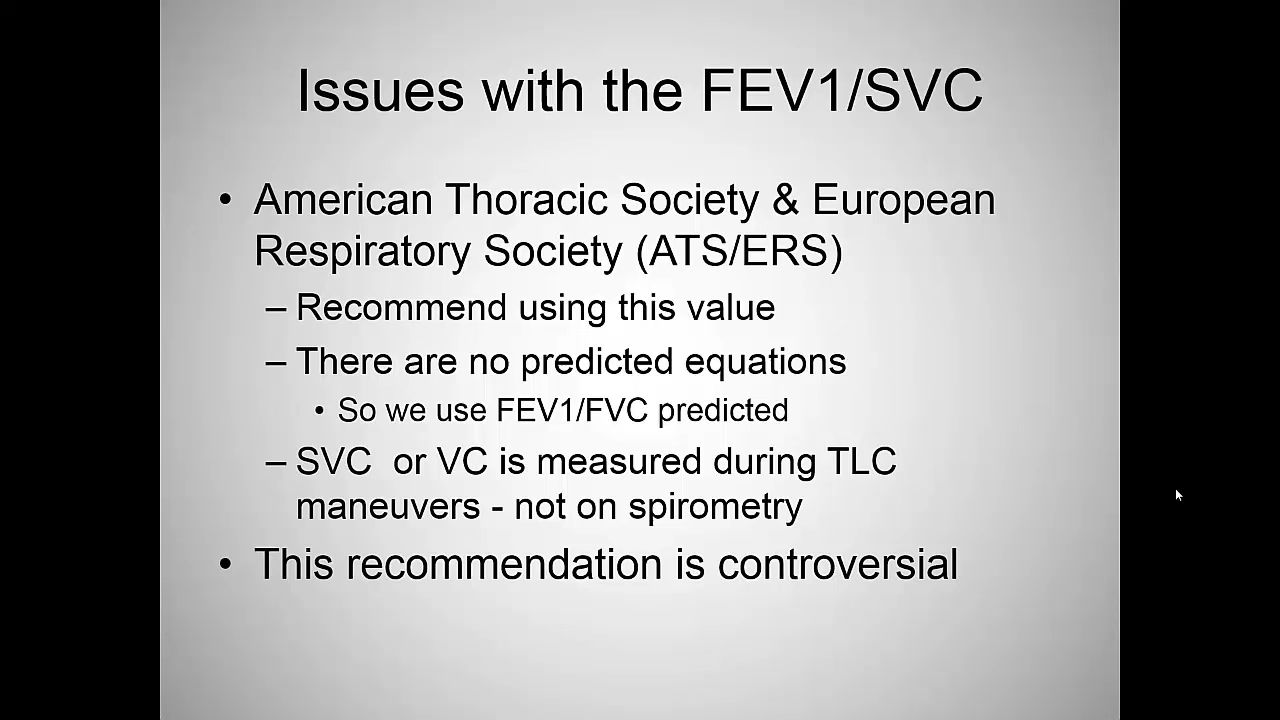 Issues with the FEV1/SVC
• American Thoracic Society & European
Respiratory Society (ATS/ERS)
– Recommend using this value
– There are no predicted equations
• So we use FEV1/FVC predicted
– SVC  or VC is measured during TLC
maneuvers - not on spirometry
• This recommendation is controversial